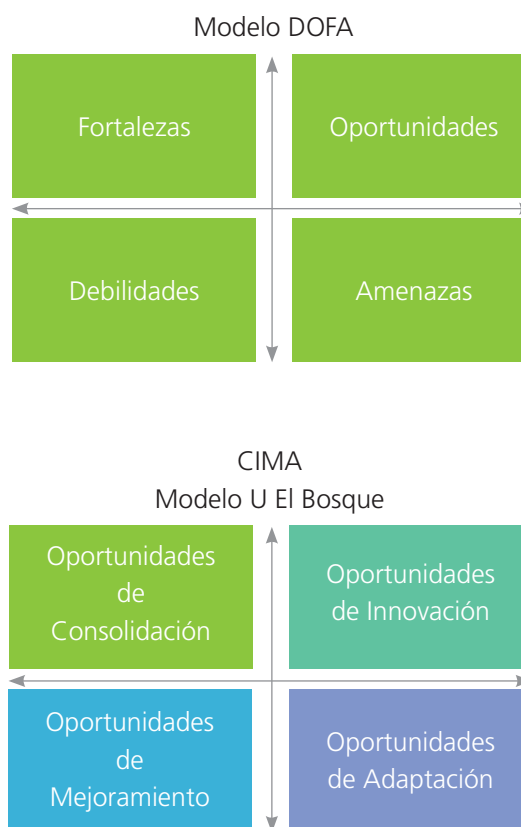 Modelo DOFA
Fortalezas
Oportunidades
Debilidades
Amenazas
CIMA
Modelo U El Bosque
Oportunidades
de
Consolidación
Oportunidades
de Innovación
Oportunidades
de
Mejoramiento
Oportunidades
de Adaptación